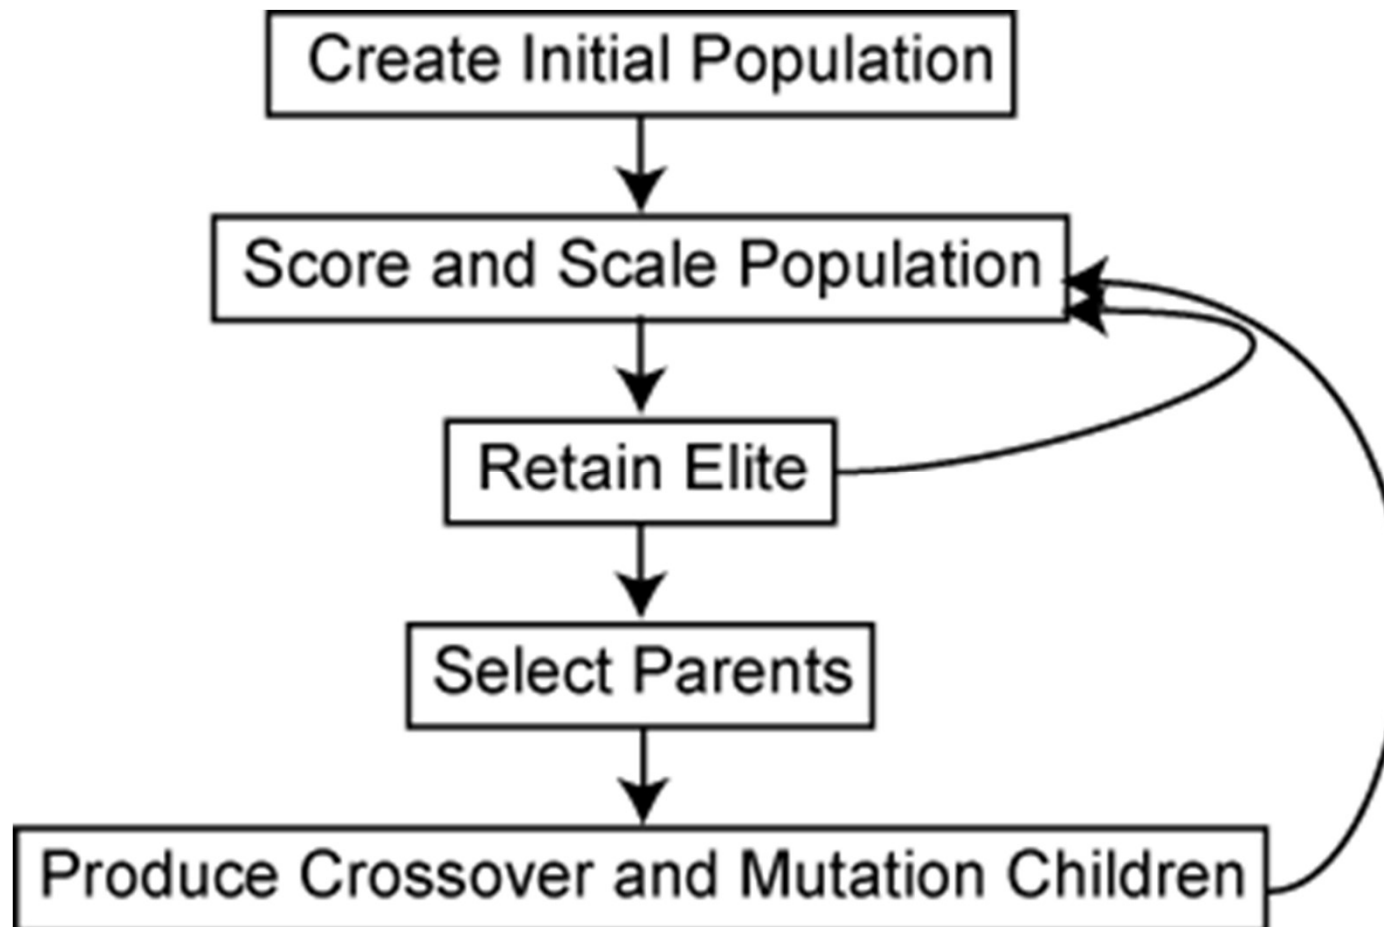 Create Initial Population
Score and Scale Population
Retain Elite
Select Parents
Produce Crossover and Mutation Children